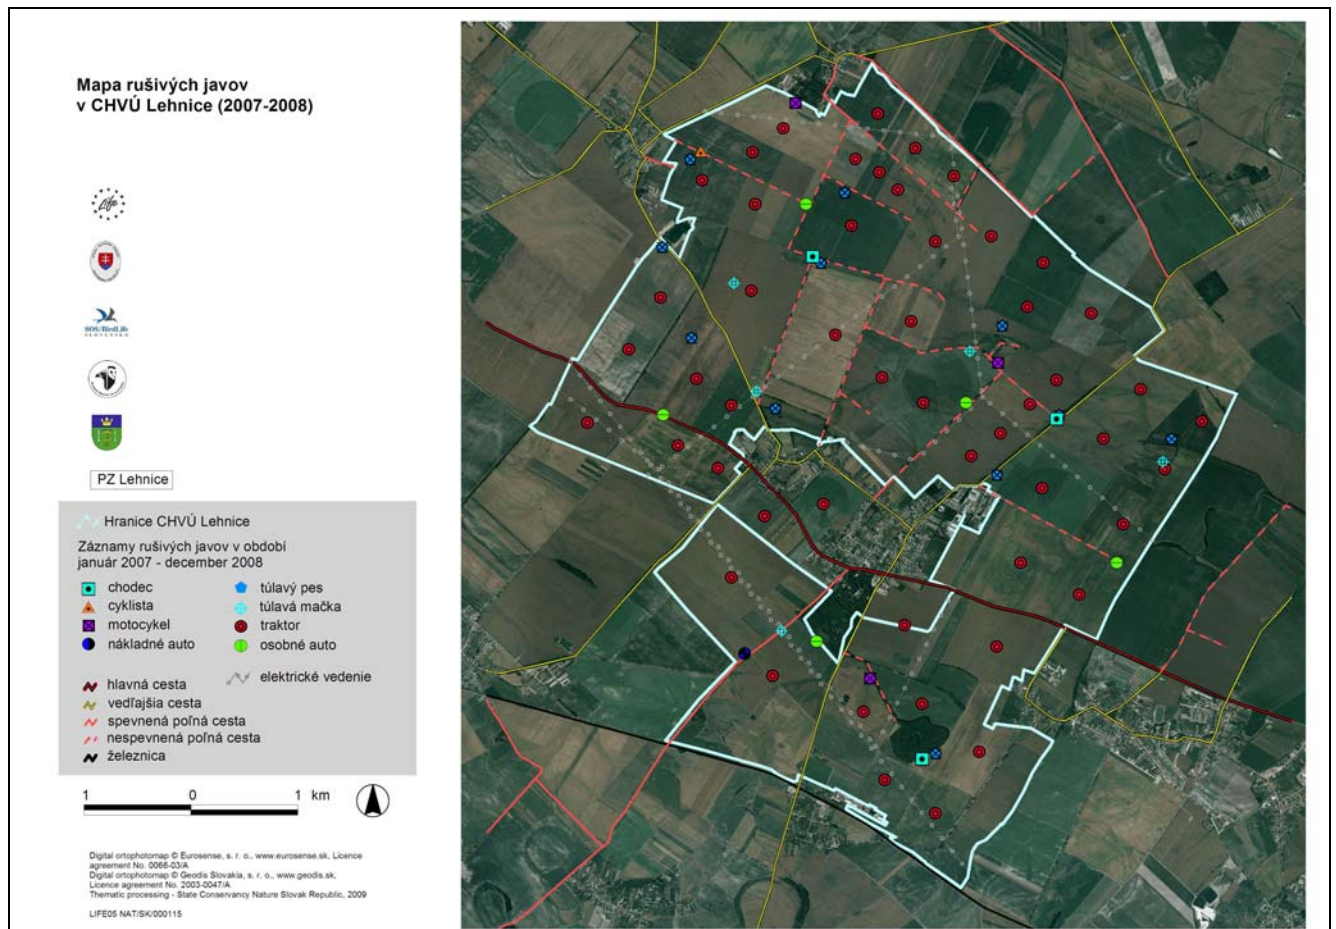 Mapa rušivých javov
v CHVÚ Lehnice (2007-2008)
Life
SOS/BirdLife
SLOVENSKO
PZ Lehnice
Hranice CHVÚ Lehnice
Záznamy rušivých javov v období
január 2007 - december 2008
chodec
cyklista
motocykel
nákladné auto
túlavý pes
túlavá mačka
traktor
osobné auto
elektrické vedenie
hlavná cesta
vedľajšia cesta
spevnená poľná cesta
nespevnená poľná cesta
železnica
1 0 1 km
Digital ortophotomap © Eurosense, s. r. o., www.eurosense.sk, Licence
agreement No. 0066-03/A
Digital ortophotomap © Geodis Slovakia, s. r. o., www.geodis.sk,
Licence agreement No. 2003-0047/A
Thematic processing - State Conservancy Nature Slovak Republic, 2009
LIFE05 NAT/SK/000115